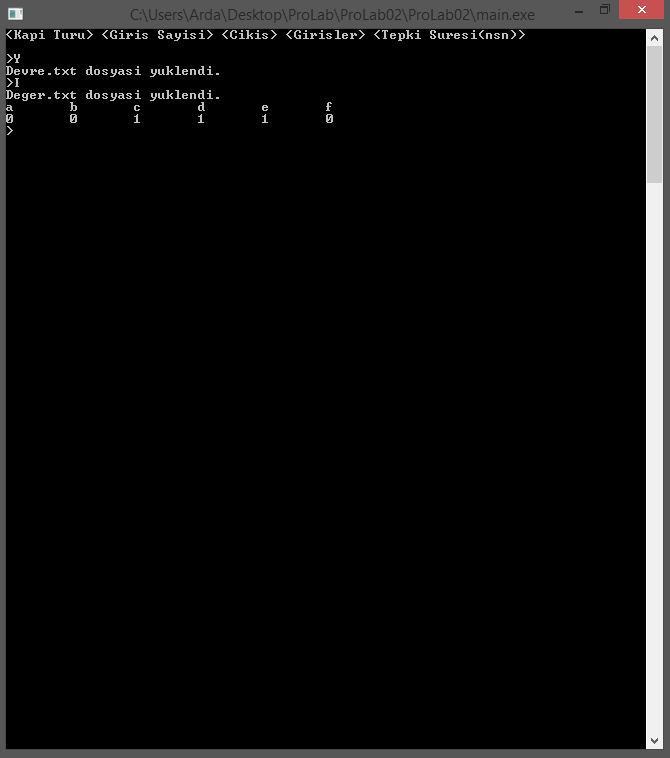 C:\Users\Arda\Desktop\ProLab\ProLab02\ProLab02\main.exe
<Kapi Turu> <Giris Sayisi> <Cikis> <Girisler> <Tepki Suresi(nsn)>
>Y
Devre.txt dosyasi yuklendi.
>I
Deger.txt dosyasi yuklendi.
a b c d e f
0 0 1 1 1 0
>